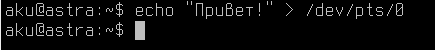 aku@astra:~$ echo "Привет!" > /dev/pts/0
aku@astra:~$